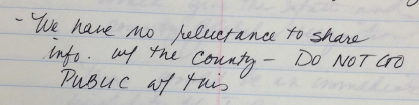 - We have no reluctance to share
info. w/ the County - DO NOT GO
PUBLIC w/ this